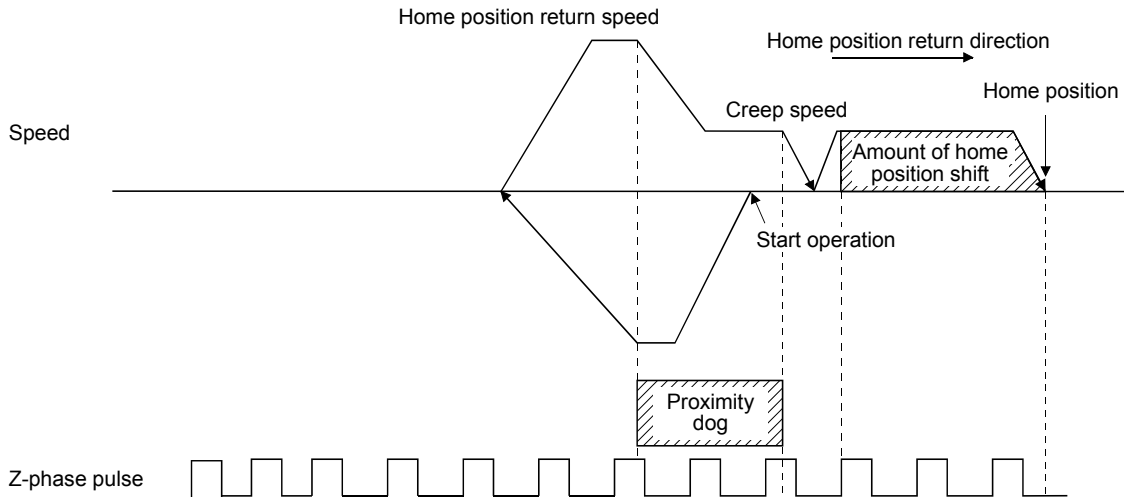 Home position return speed
Home position return direction
Home position
Creep speed
Speed
Amount of home
position shift
Start operation
Proximity
dog
Z-phase pulse